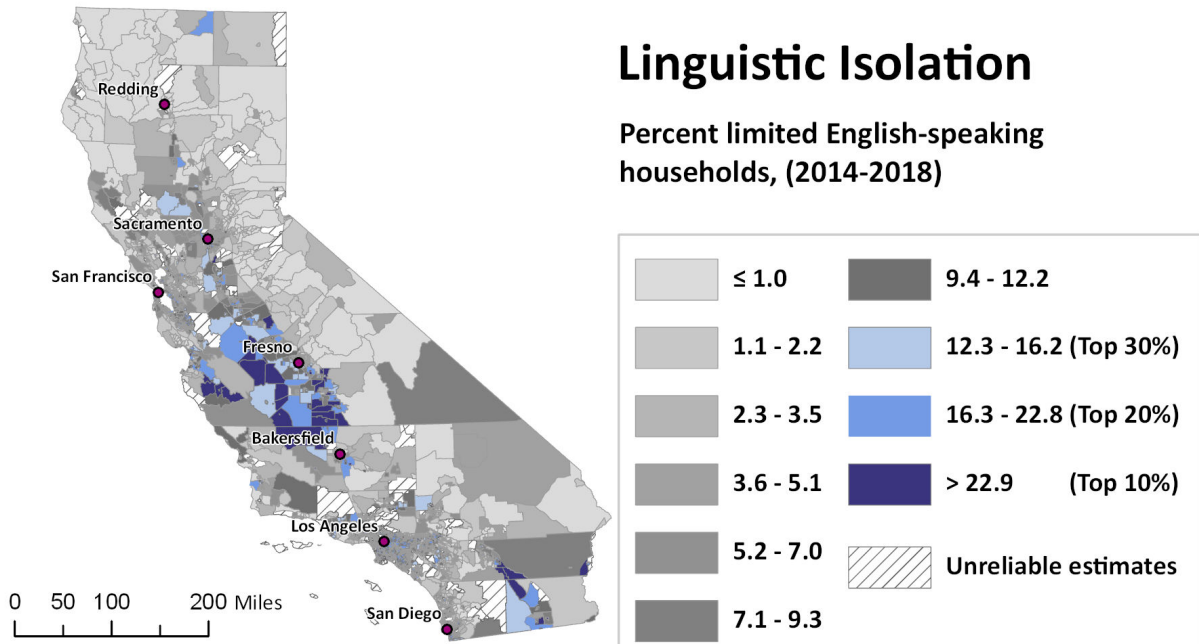 Linguistic Isolation
Percent limited English-speaking
households, (2014-2018)
Redding
Sacramento
San Francisco
Fresno
Bakersfield
Los Angeles
San Diego
0 50 100 200 Miles
≤ 1.0
1.1 - 2.2
2.3 - 3.5
3.6 - 5.1
5.2 - 7.0
7.1 - 9.3
9.4 - 12.2
12.3 - 16.2 (Top 30%)
16.3 - 22.8 (Top 20%)
> 22.9 (Top 10%)
Unreliable estimates